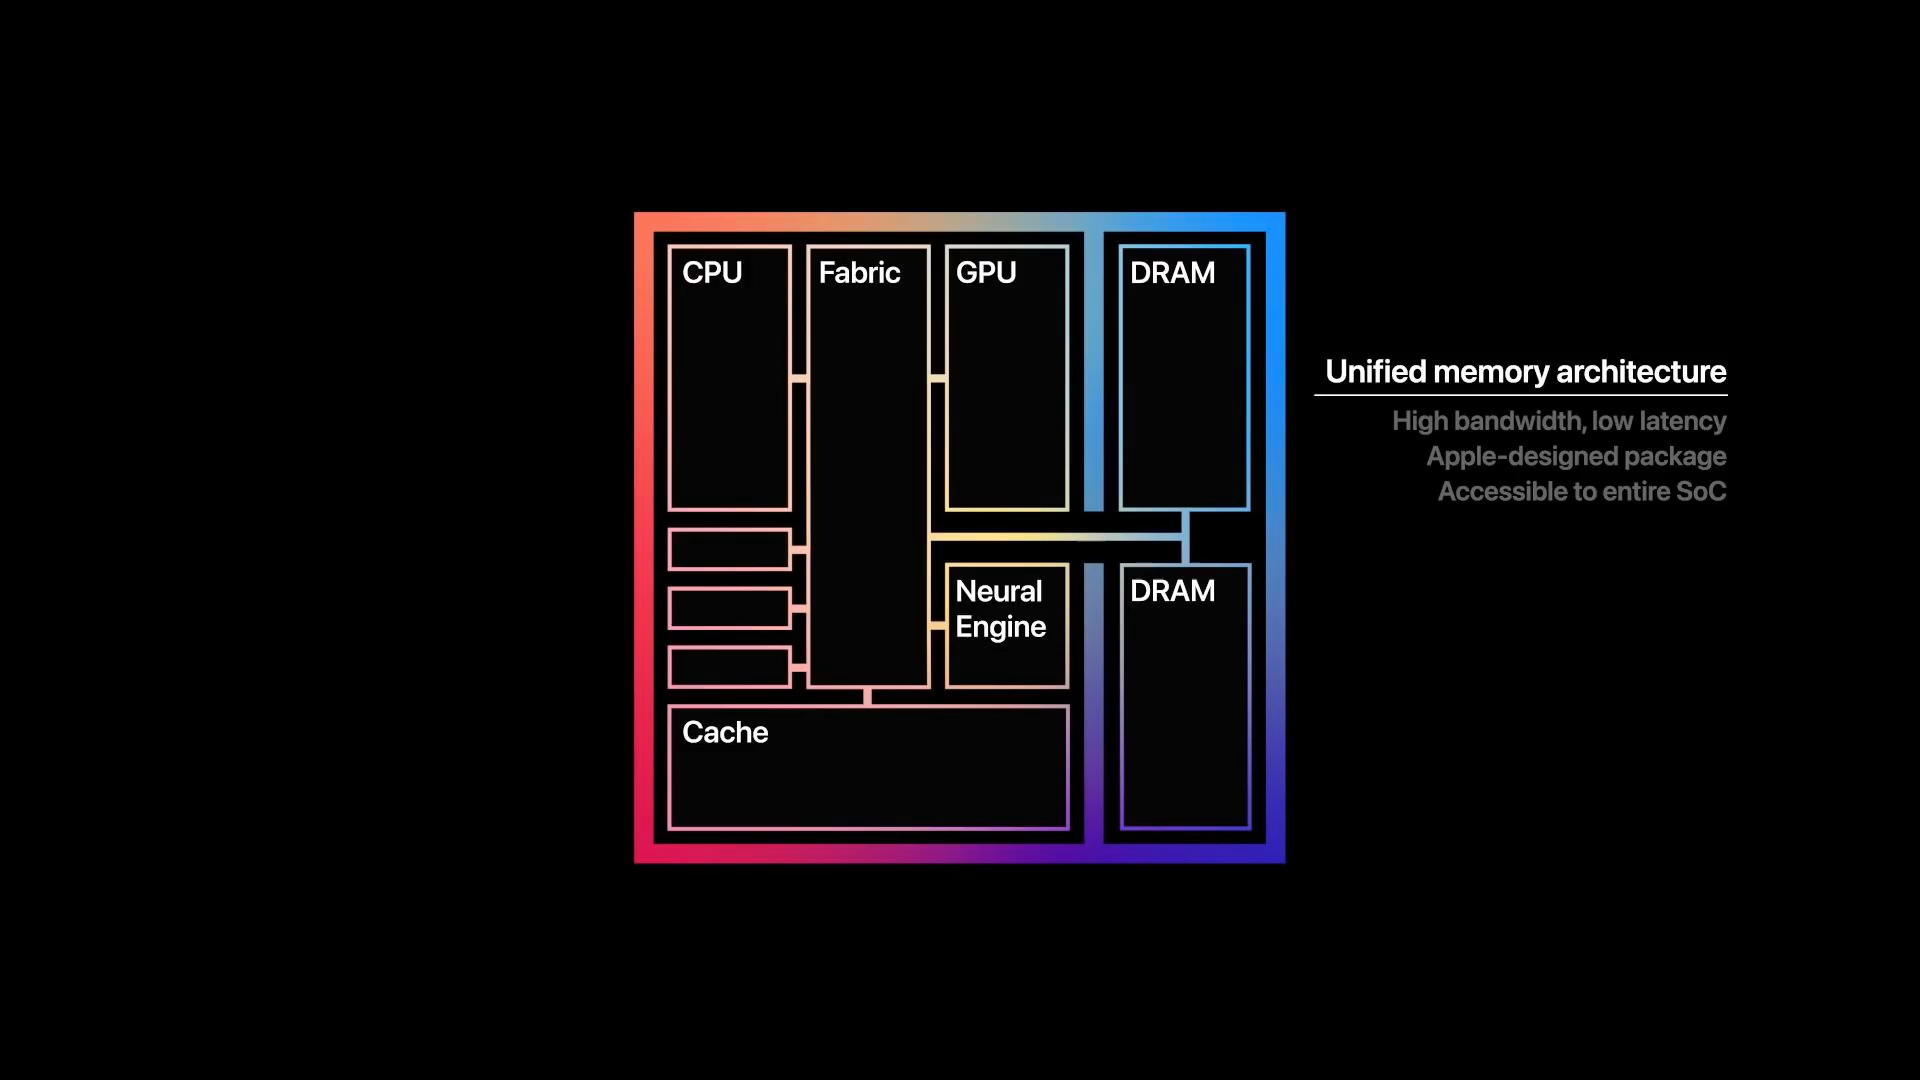 CPU
Fabric
GPU
DRAM
Neural
Engine
DRAM
Cache
Unified memory architecture
High bandwidth, low latency
Apple-designed package
Accessible to entire SoC